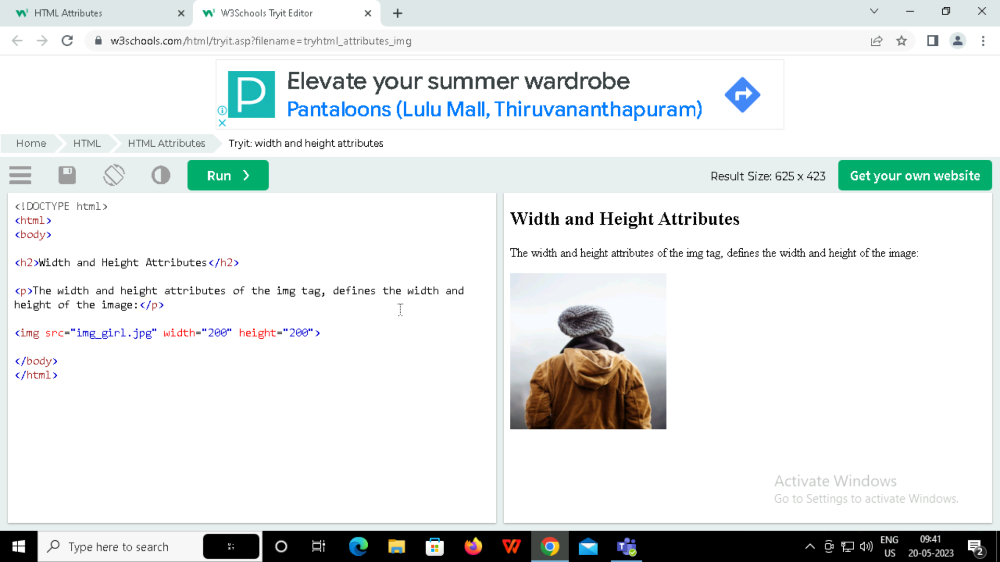 HTML Attributes
W3Schools Tryit Editor
w3schools.com/html/tryit.asp?filename=tryhtml_attributes_img
P
Elevate your summer wardrobe
Pantaloons (Lulu Mall, Thiruvananthapuram)
Home
HTML
HTML Attributes
Tryit: width and height attributes
Run
Result Size: 625 x 423
Get your own website
<!DOCTYPE html>
<html>
<body>
<h2>Width and Height Attributes</h2>
<p>The width and height attributes of the img tag, defines the width and
height of the image:</p>
<img src="img_girl.jpg" width="200" height="200">
</body>
</html>
Width and Height Attributes
The width and height attributes of the img tag, defines the width and height of the image:
Activate Windows
Go to Settings to activate Windows.
Type here to search
ENG
US
09:41
20-05-2023
2